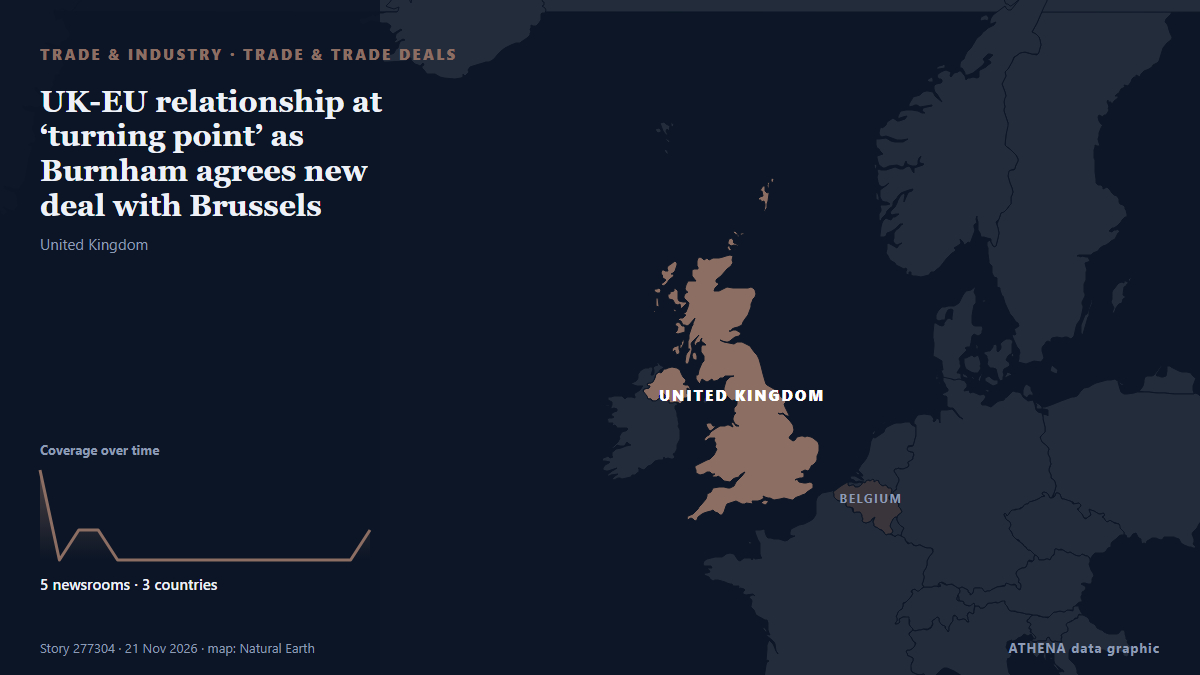 TRADE & INDUSTRY · TRADE & TRADE DEALS
UK-EU relationship at
‘turning point’ as
Burnham agrees new
deal with Brussels
United Kingdom
UNITED KINGDOM
BELGIUM
Coverage over time
5 newsrooms · 3 countries
Story 277304 · 21 Nov 2026 · map: Natural Earth
ATHENA data graphic